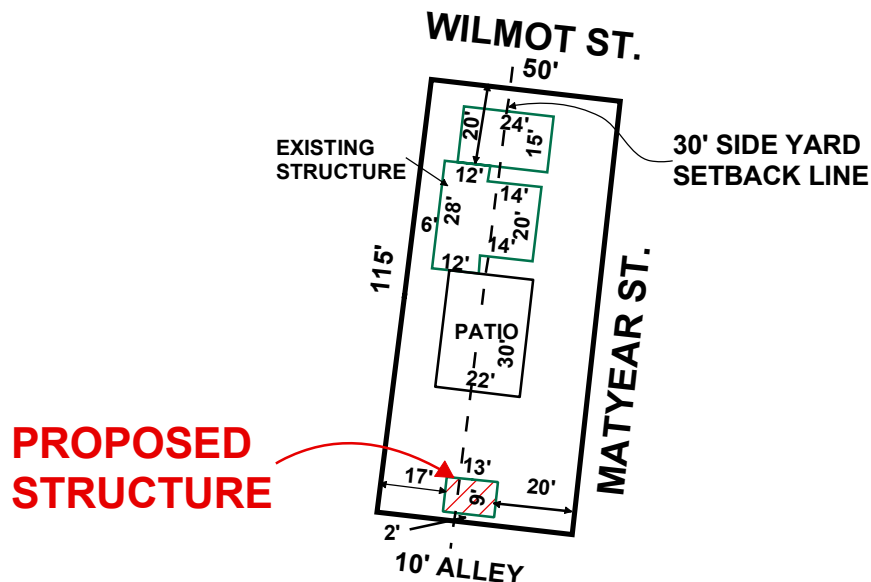 WILMOT ST.
50'
20'
24'
15'
30' SIDE YARD
SETBACK LINE
EXISTING
STRUCTURE
12'
14'
6'
28'
20'
14'
12'
115'
MATYEAR ST.
PATIO
30'
22'
PROPOSED
STRUCTURE
13'
17'
9'
20'
2'
10' ALLEY